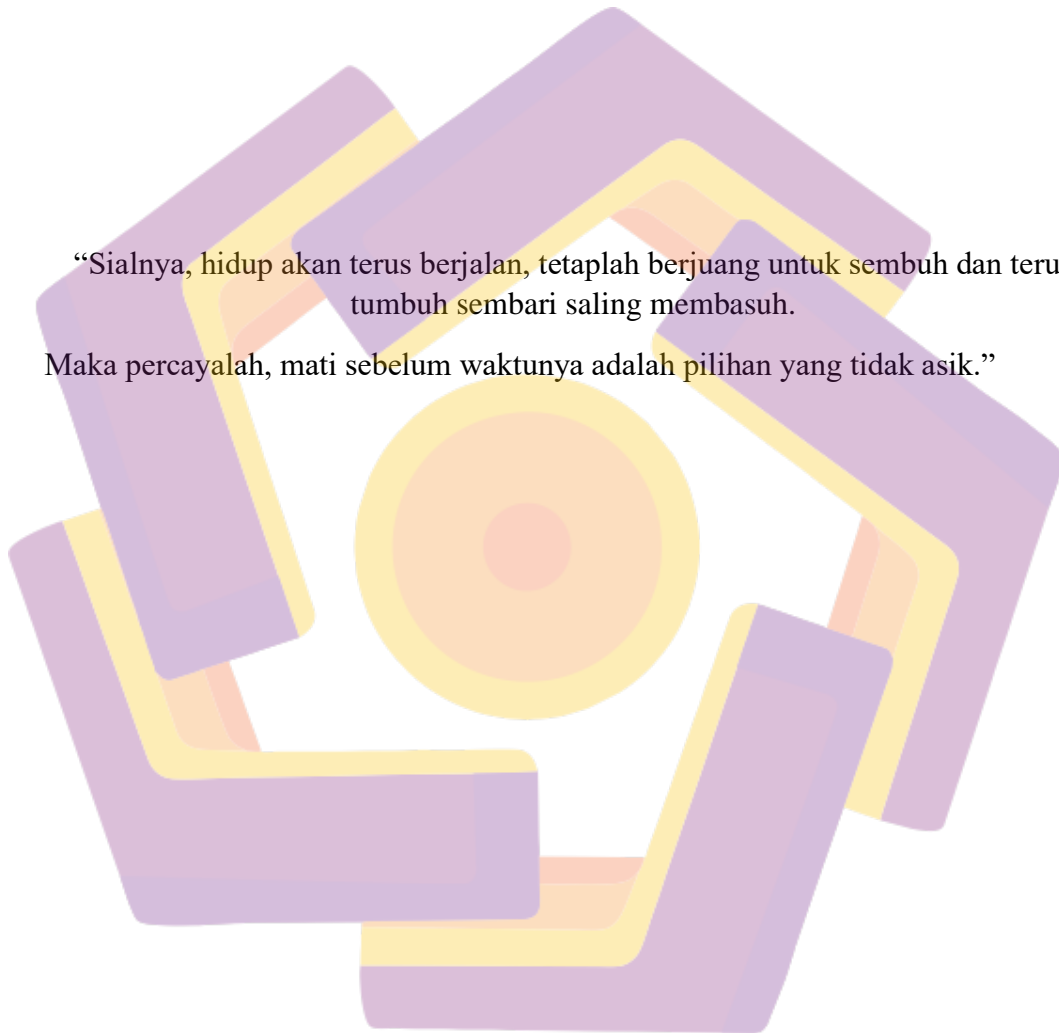 “Sialnya, hidup akan terus berjalan, tetaplah berjuang untuk sembuh dan teru
tumbuh sembari saling membasuh.
Maka percayalah, mati sebelum waktunya adalah pilihan yang tidak asik.”